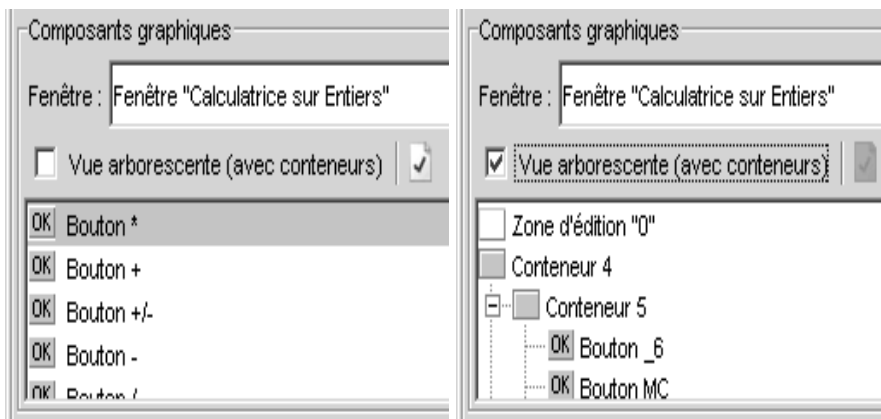 Composants graphiques
Fenêtre : Fenêtre "Calculatrice sur Entiers"
Vue arborescente (avec conteneurs)
OK Bouton *
OK Bouton +
OK Bouton +/-
OK Bouton -
OK Bouton /
Composants graphiques
Fenêtre : Fenêtre "Calculatrice sur Entiers"
Vue arborescente (avec conteneurs)
Zone d'édition "0"
Conteneur 4
Conteneur 5
OK Bouton _6
OK Bouton MC